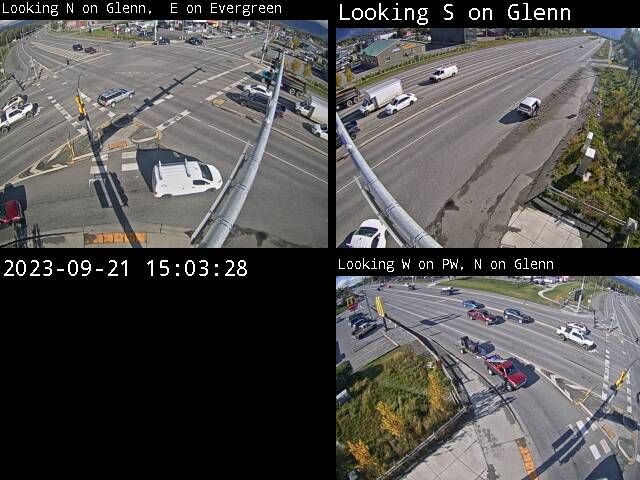 Looking N on Glenn,  E on Evergreen
Looking S on Glenn
2023-09-21 15:03:28
Looking W on PW, N on Glenn